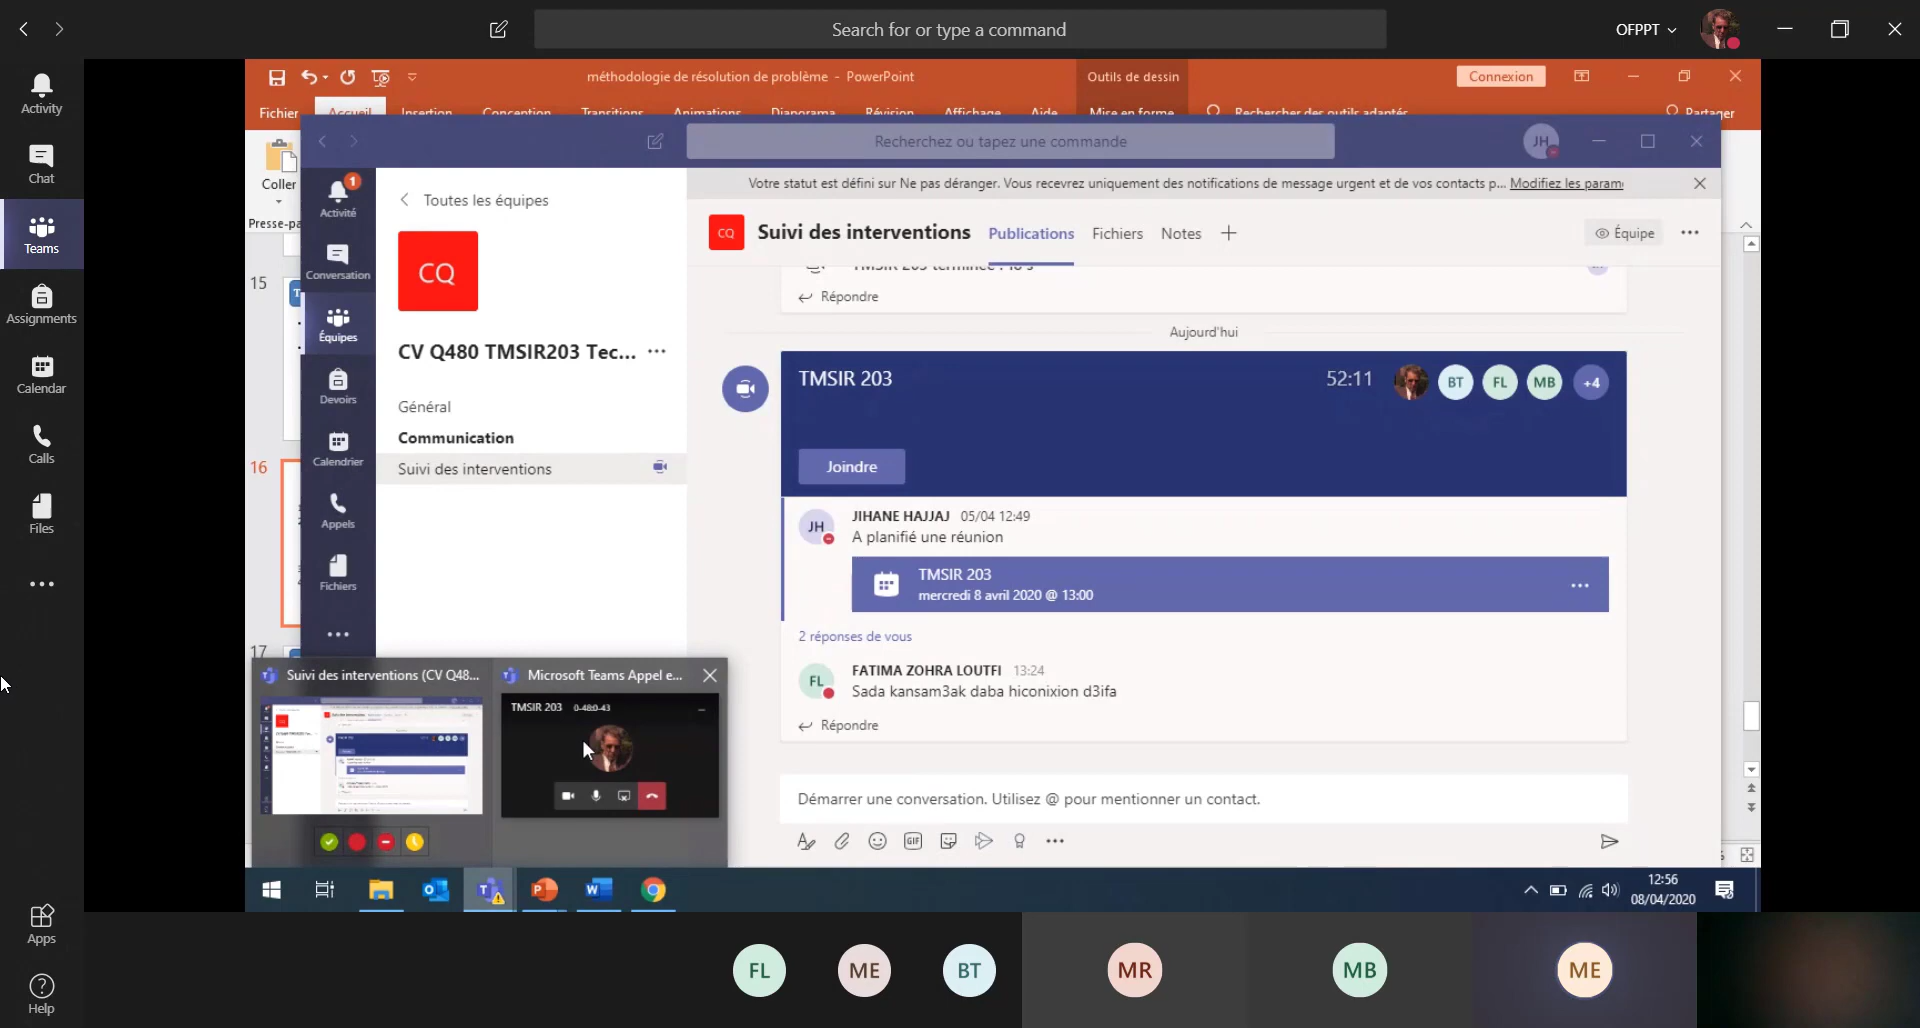 Search for or type a command
OFPPT
Activity
Chat
Teams
Assignments
Calendar
Calls
Files
Apps
Help
méthodologie de résolution de problème - PowerPoint
Outils de dessin
Connexion
Fichier Accueil Insertion Conception Transitions Animations Diaporama Révision Affichage Aide Mise en forme Rechercher des outils adaptés Partager
Coller
Presse-pa
15
16
17
Recherchez ou tapez une commande
JH
Votre statut est défini sur Ne pas déranger. Vous recevrez uniquement des notifications de message urgent et de vos contacts p... Modifiez les param
1
Activité
Conversation
Équipes
Devoirs
Calendrier
Appels
Fichiers
Toutes les équipes
CQ
CV Q480 TMSIR203 Tec...
Général
Communication
Suivi des interventions
CQ
Suivi des interventions Publications Fichiers Notes
Équipe
Répondre
Aujourd'hui
TMSIR 203
52:11
BT FL MB +4
Joindre
JH
JIHANE HAJJAJ 05/04 12:49
A planifié une réunion
TMSIR 203
mercredi 8 avril 2020 @ 13:00
2 réponses de vous
FL
FATIMA ZOHRA LOUTFI 13:24
Sada kansam3ak daba hiconixion d3ifa
Répondre
Démarrer une conversation. Utilisez @ pour mentionner un contact.
GIF
Suivi des interventions (CV Q48...
Microsoft Teams Appel e...
TMSIR 203 0-48:0-43
12:56
08/04/2020
FL ME BT MR MB ME